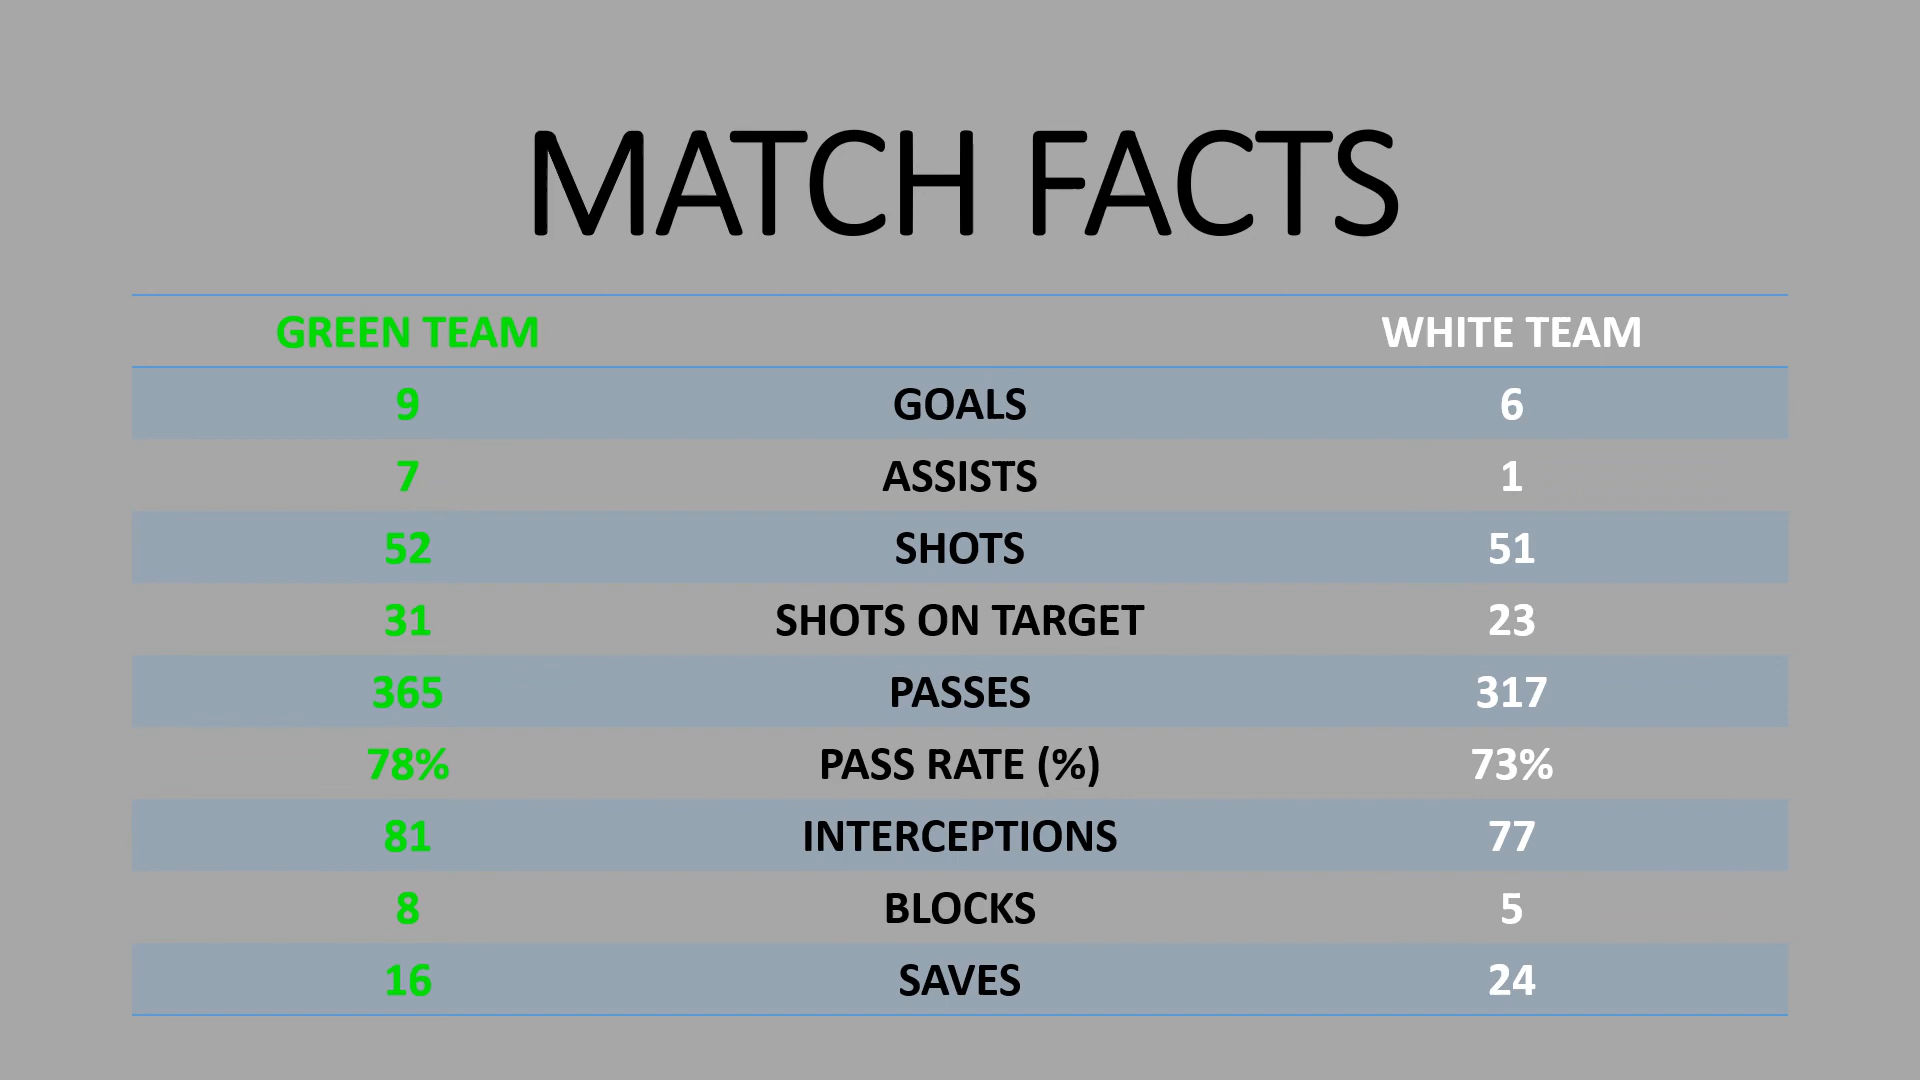 MATCH FACTS
GREEN TEAM WHITE TEAM
9 GOALS 6
7 ASSISTS 1
52 SHOTS 51
31 SHOTS ON TARGET 23
365 PASSES 317
78% PASS RATE (%) 73%
81 INTERCEPTIONS 77
8 BLOCKS 5
16 SAVES 24